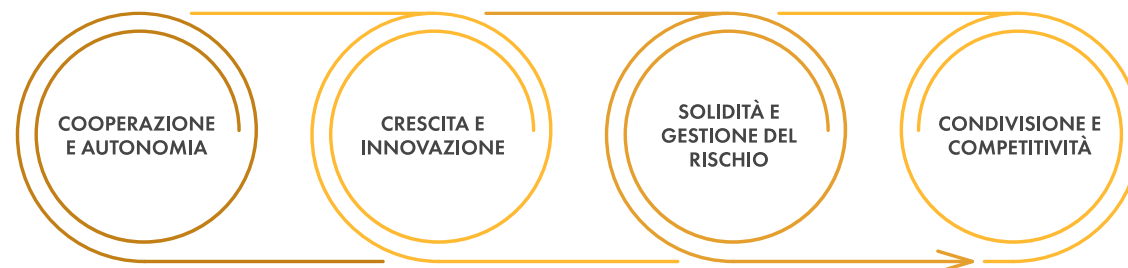 COOPERAZIONE
E AUTONOMIA
CRESCITA E
INNOVAZIONE
SOLIDITÀ E
GESTIONE DEL
RISCHIO
CONDIVISIONE E
COMPETITIVITÀ